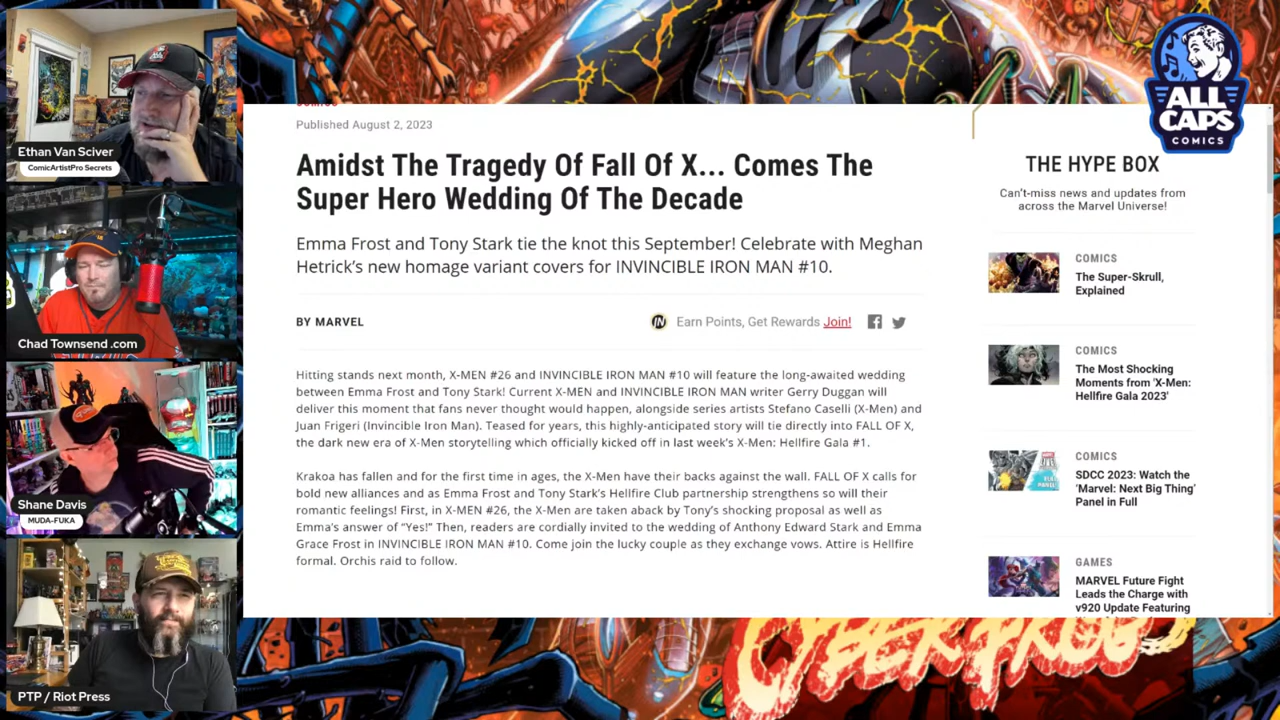 Ethan Van Sciver
ComicArtistPro Secrets
Chad Townsend .com
Shane Davis
MUDA-FUKA
PTP / Riot Press
COMICS
Published August 2, 2023
Amidst The Tragedy Of Fall Of X... Comes The
Super Hero Wedding Of The Decade
Emma Frost and Tony Stark tie the knot this September! Celebrate with Meghan
Hetrick's new homage variant covers for INVINCIBLE IRON MAN #10.
BY MARVEL
Earn Points, Get Rewards Join!
Hitting stands next month, X-MEN #26 and INVINCIBLE IRON MAN #10 will feature the long-awaited wedding
between Emma Frost and Tony Stark! Current X-MEN and INVINCIBLE IRON MAN writer Gerry Duggan will
deliver this moment that fans never thought would happen, alongside series artists Stefano Caselli (X-Men) and
Juan Frigeri (Invincible Iron Man). Teased for years, this highly-anticipated story will tie directly into FALL OF X,
the dark new era of X-Men storytelling which officially kicked off in last week's X-Men: Hellfire Gala #1.
Krakoa has fallen and for the first time in ages, the X-Men have their backs against the wall. FALL OF X calls for
bold new alliances and as Emma Frost and Tony Stark's Hellfire Club partnership strengthens so will their
romantic feelings! First, in X-MEN #26, the X-Men are taken aback by Tony's shocking proposal as well as
Emma's answer of "Yes!" Then, readers are cordially invited to the wedding of Anthony Edward Stark and Emma
Grace Frost in INVINCIBLE IRON MAN #10. Come join the lucky couple as they exchange vows. Attire is Hellfire
formal. Orchis raid to follow.
ALL
CAPS
COMICS
THE HYPE BOX
Can't-miss news and updates from
across the Marvel Universe!
COMICS
The Super-Skrull,
Explained
COMICS
The Most Shocking
Moments from 'X-Men:
Hellfire Gala 2023'
COMICS
SDCC 2023: Watch the
'Marvel: Next Big Thing'
Panel in Full
GAMES
MARVEL Future Fight
Leads the Charge with
v920 Update Featuring
CYBERFROG